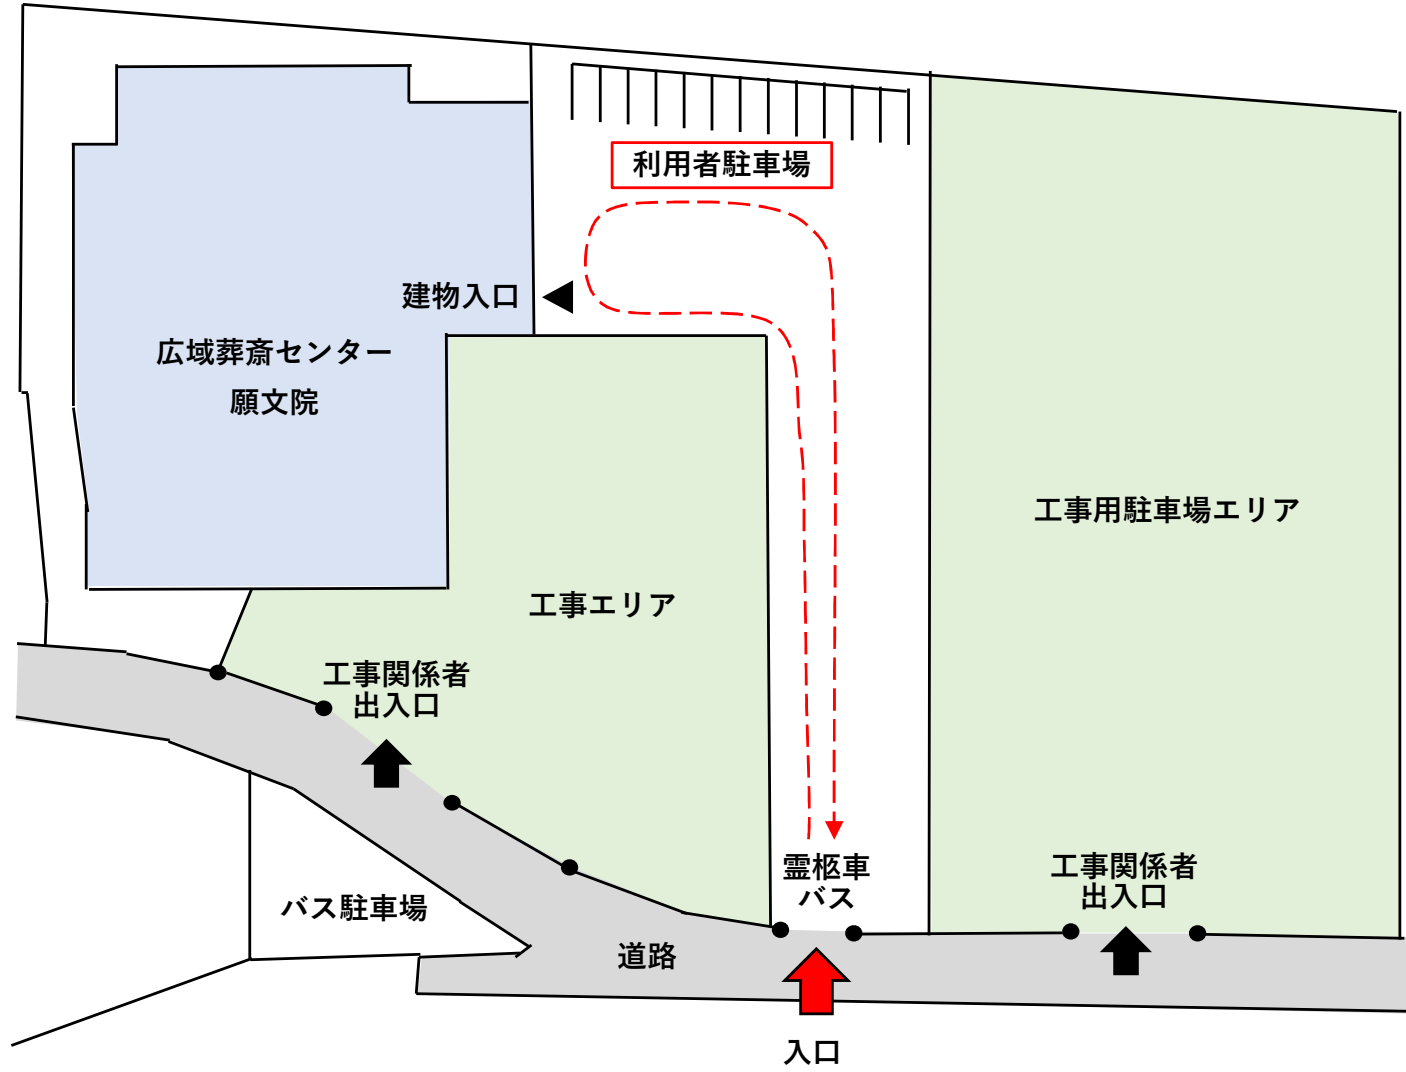 利用者駐車場
建物入口
広域葬斎センター
願文院
工事用駐車場エリア
工事エリア
工事関係者
出入口
霊柩車
バス
工事関係者
出入口
バス駐車場
道路
入口